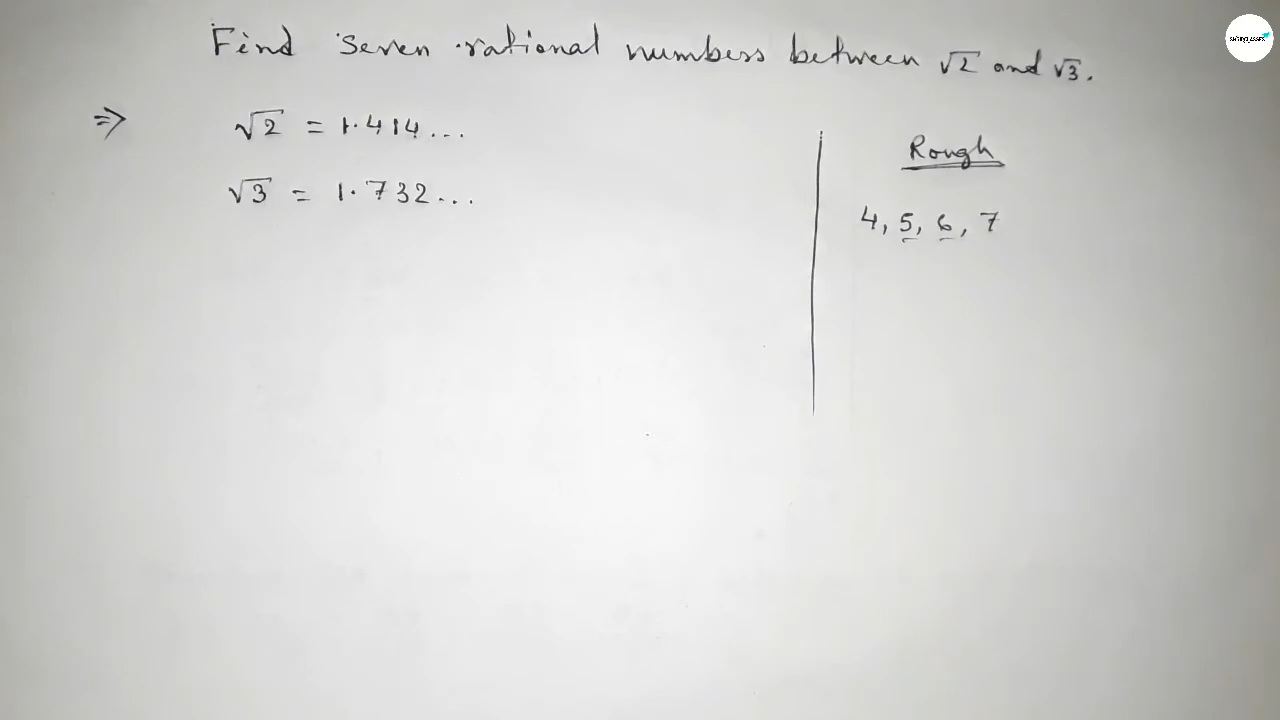 Find seven rational numbers between √2 and √3.
⇒ √2 = 1.414...
√3 = 1.732...
Rough
4, 5, 6, 7